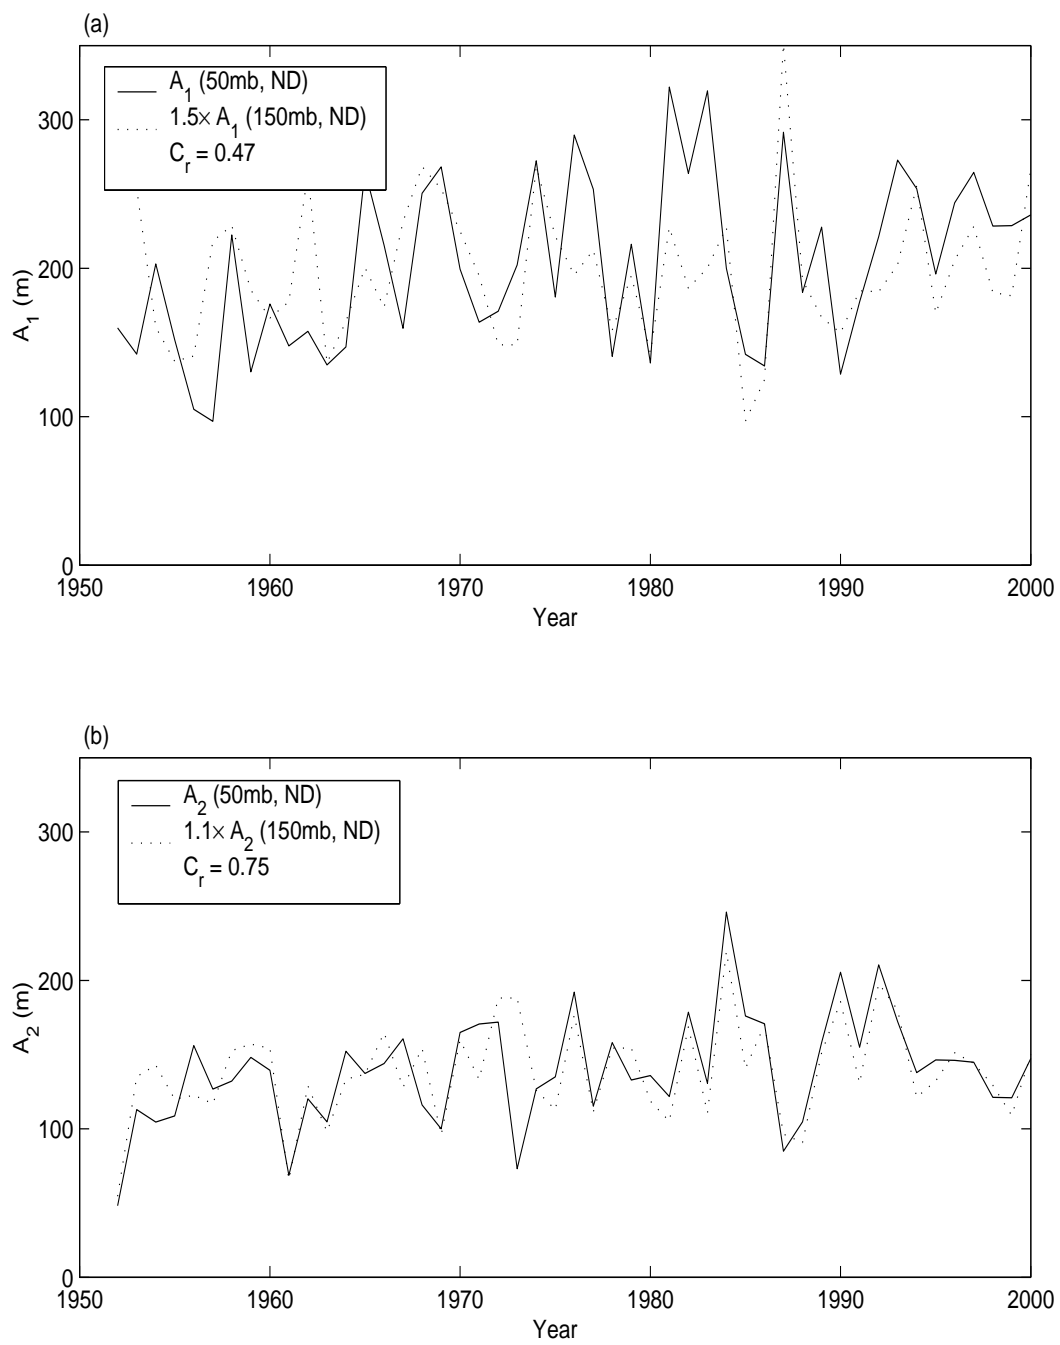 (a)
A₁ (50mb, ND)
1.5× A₁ (150mb, ND)
Cᵣ = 0.47
300
200
100
0
A₁ (m)
1950 1960 1970 1980 1990 2000
Year
(b)
A₂ (50mb, ND)
1.1× A₂ (150mb, ND)
Cᵣ = 0.75
300
200
100
0
A₂ (m)
1950 1960 1970 1980 1990 2000
Year